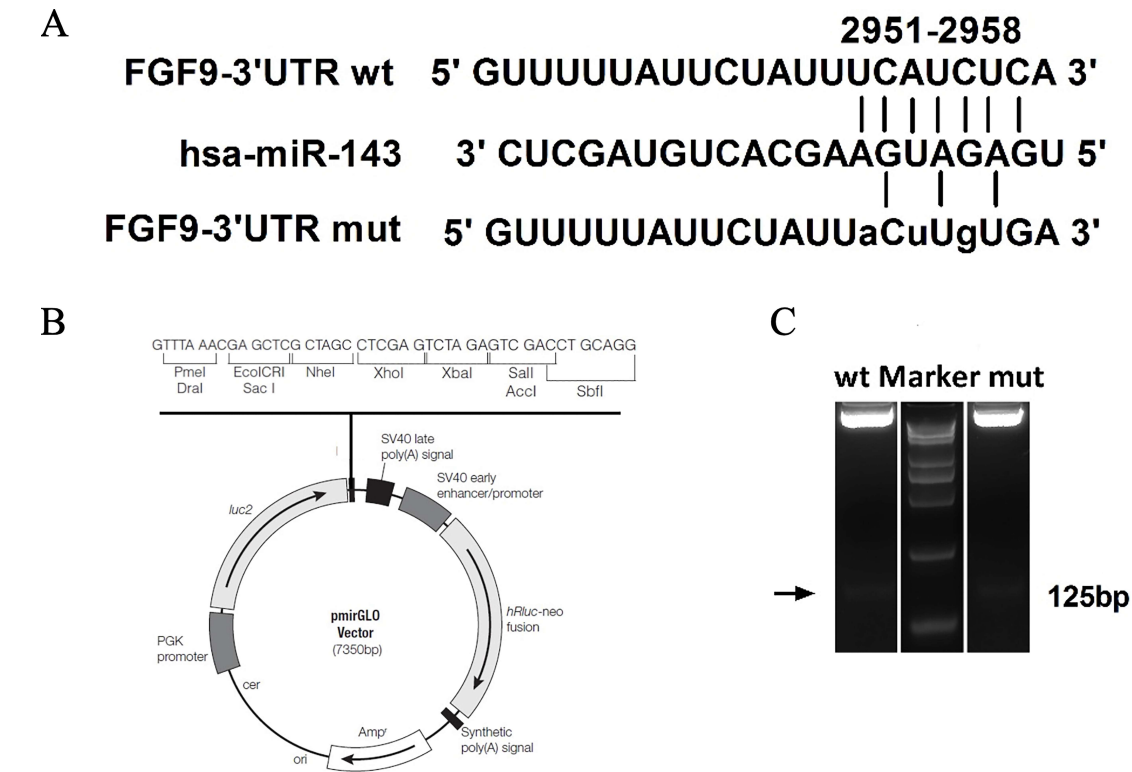 A
2951-2958
FGF9-3'UTR wt 5' GUUUUUAUUCUAUUUCAUCUCA 3'
hsa-miR-143 3' CUCGAUGUCACGAAGUAGAGU 5'
FGF9-3'UTR mut 5' GUUUUUAUUCUAUUaCuUgUGA 3'
B
GTTTA AACGA GCTCG CTAGC CTCGA GTCTA GAGTC GACCT GCAGG
PmeI EcoICRI NheI XhoI XbaI SalI
DraI Sac I AccI SbfI
SV40 late
poly(A) signal
SV40 early
enhancer/promoter
luc2
hRluc-neo
fusion
pmirGLO
Vector
(7350bp)
PGK
promoter
cer
Synthetic
poly(A) signal
Ampr
ori
C
wt Marker mut
125bp